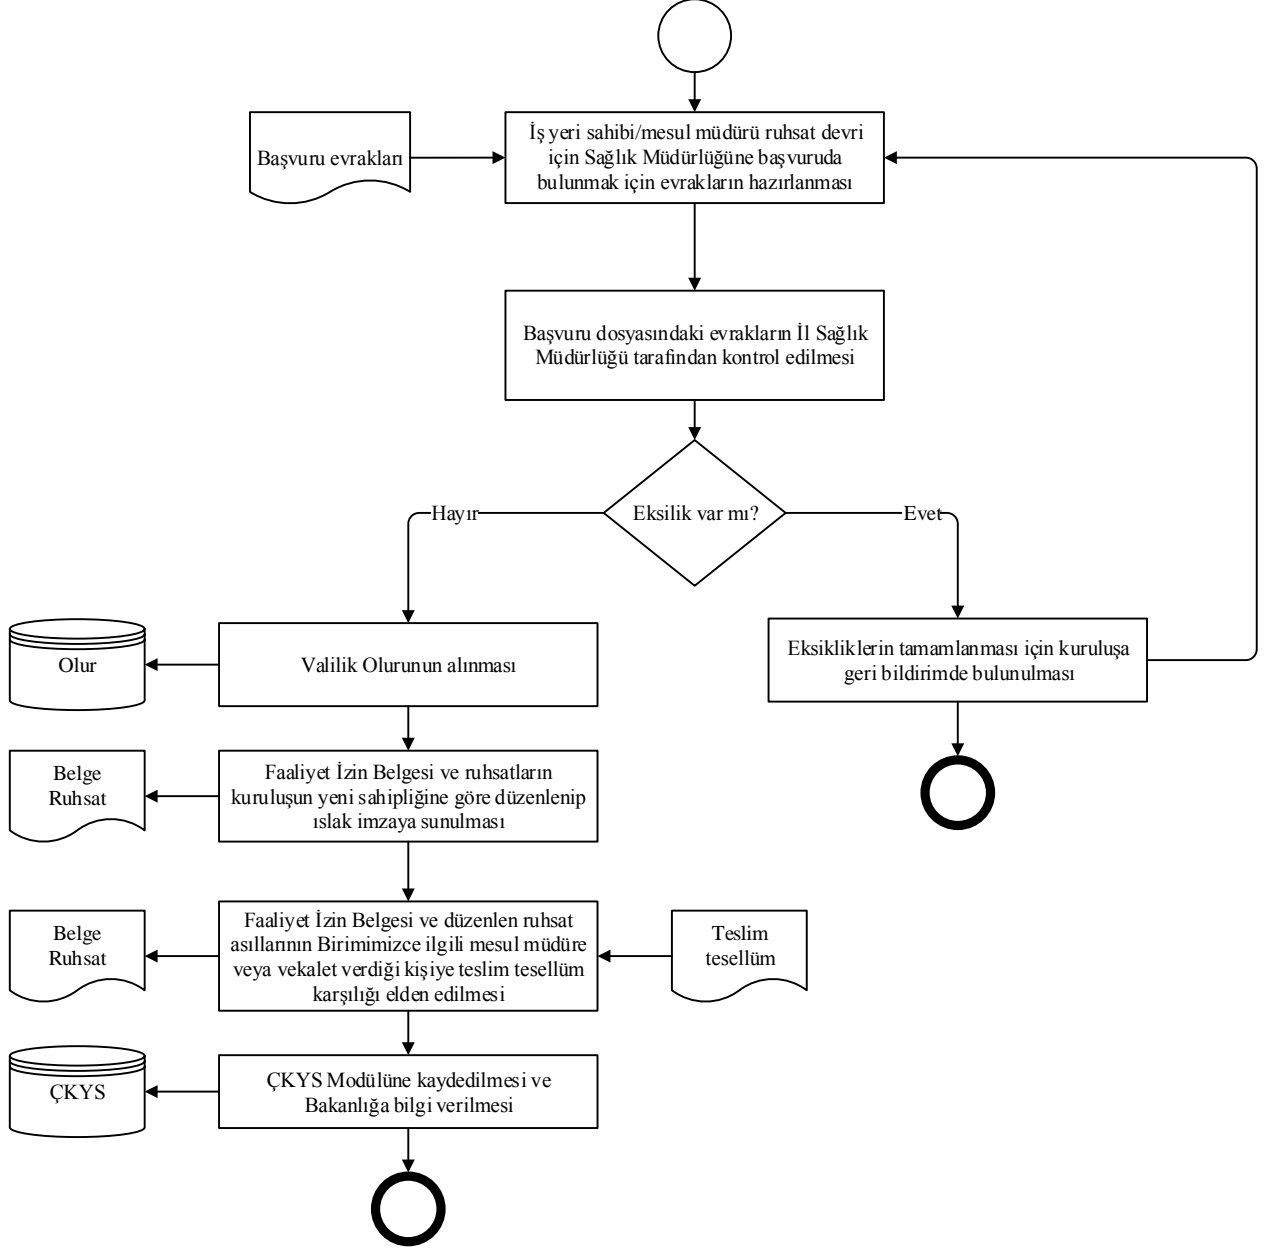 Başvuru evrakları
İş yeri sahibi/mesul müdürü ruhsat devri
için Sağlık Müdürlüğüne başvuruda
bulunmak için evrakların hazırlanması
Başvuru dosyasındaki evrakların İl Sağlık
Müdürlüğü tarafından kontrol edilmesi
Eksilik var mı?
Hayır
Evet
Olur
Valilik Olurunun alınması
Eksikliklerin tamamlanması için kuruluşa
geri bildirimde bulunulması
Belge
Ruhsat
Faaliyet İzin Belgesi ve ruhsatların
kuruluşun yeni sahipliğine göre düzenlenip
ıslak imzaya sunulması
Belge
Ruhsat
Faaliyet İzin Belgesi ve düzenlen ruhsat
asıllarının Birimimizce ilgili mesul müdüre
veya vekalet verdiği kişiye teslim tesellüm
karşılığı elden edilmesi
Teslim
tesellüm
ÇKYS
ÇKYS Modülüne kaydedilmesi ve
Bakanlığa bilgi verilmesi